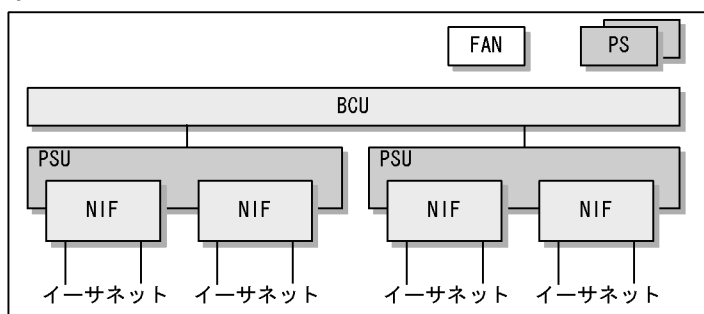 FAN PS
BCU
PSU PSU
NIF NIF NIF NIF
イーサネット イーサネット イーサネット イーサネット